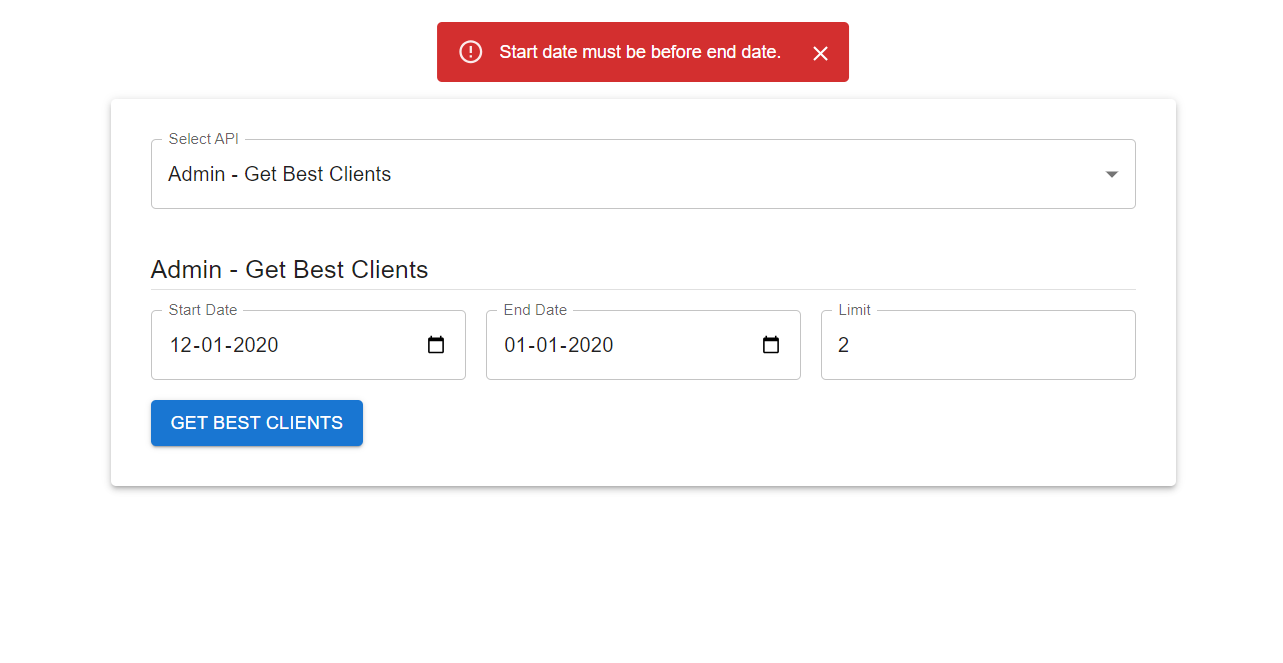 Start date must be before end date.
Select API
Admin - Get Best Clients
Admin - Get Best Clients
Start Date End Date Limit
12-01-2020 01-01-2020 2
GET BEST CLIENTS